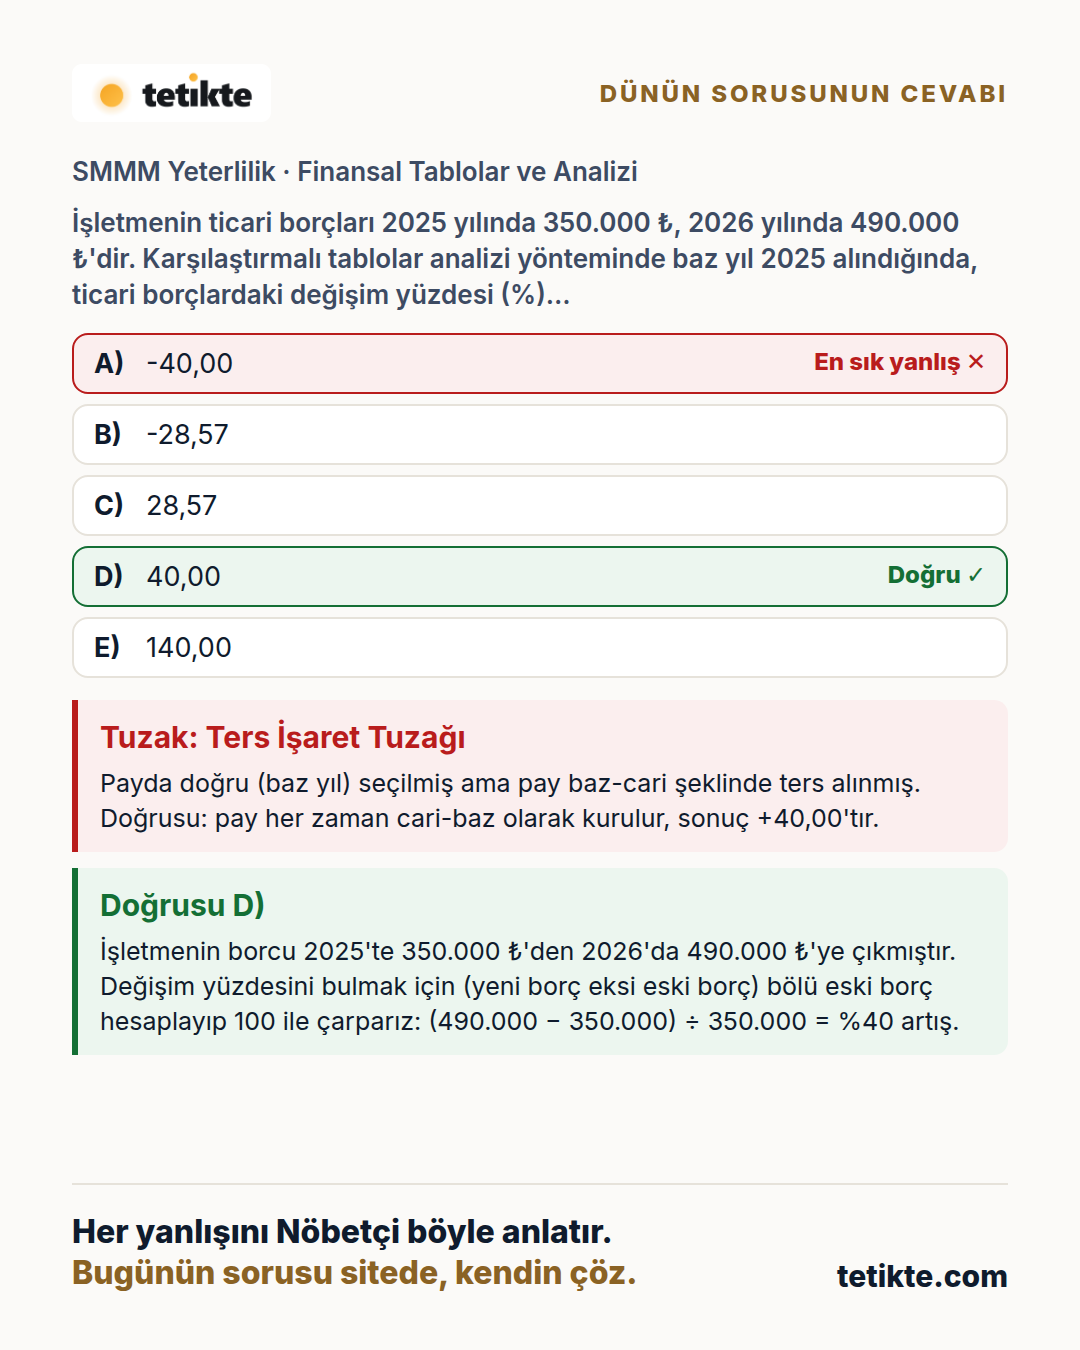 tetikte
DÜNÜN SORUSUNUN CEVABI
SMMM Yeterlilik · Finansal Tablolar ve Analizi
İşletmenin ticari borçları 2025 yılında 350.000 ₺, 2026 yılında 490.000
₺'dir. Karşılaştırmalı tablolar analizi yönteminde baz yıl 2025 alındığında,
ticari borçlardaki değişim yüzdesi (%)...
A) -40,00 En sık yanlış ✕
B) -28,57
C) 28,57
D) 40,00 Doğru ✓
E) 140,00
Tuzak: Ters İşaret Tuzağı
Payda doğru (baz yıl) seçilmiş ama pay baz-cari şeklinde ters alınmış.
Doğrusu: pay her zaman cari-baz olarak kurulur, sonuç +40,00'tır.
Doğrusu D)
İşletmenin borcu 2025'te 350.000 ₺'den 2026'da 490.000 ₺'ye çıkmıştır.
Değişim yüzdesini bulmak için (yeni borç eksi eski borç) bölü eski borç
hesaplayıp 100 ile çarparız: (490.000 − 350.000) ÷ 350.000 = %40 artış.
Her yanlışını Nöbetçi böyle anlatır.
Bugünün sorusu sitede, kendin çöz.
tetikte.com